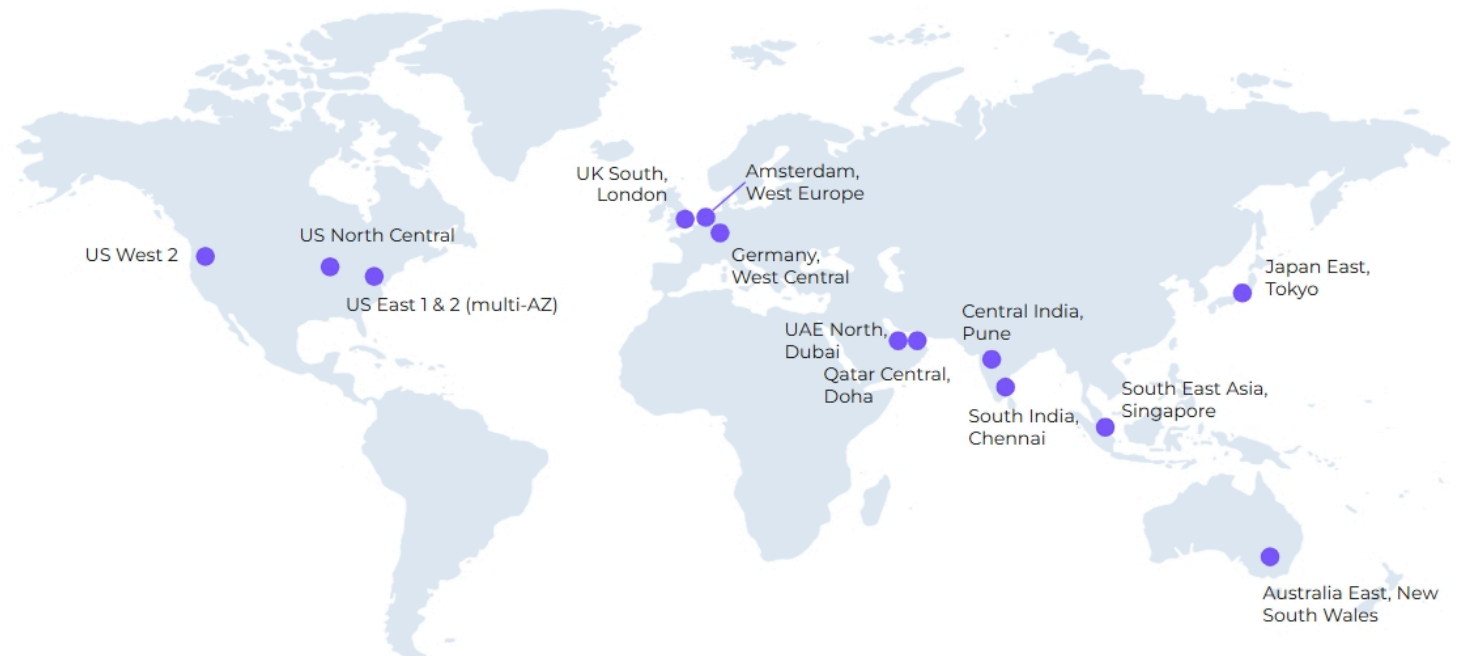 UK South,
London
Amsterdam,
West Europe
US West 2
US North Central
Germany,
West Central
US East 1 & 2 (multi-AZ)
Japan East,
Tokyo
UAE North,
Dubai
Central India,
Pune
Qatar Central,
Doha
South East Asia,
Singapore
South India,
Chennai
Australia East, New
South Wales